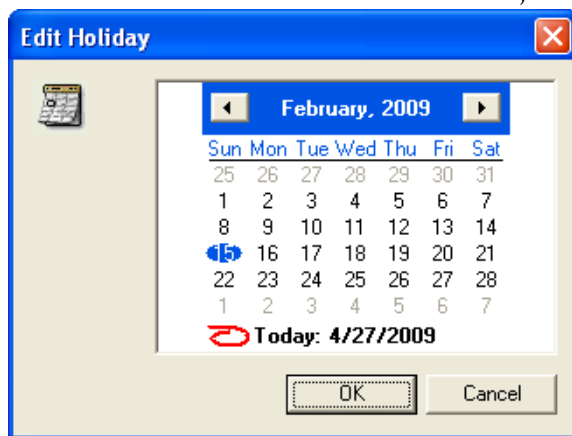 Edit Holiday
February, 2009
Sun Mon Tue Wed Thu Fri Sat
25 26 27 28 29 30 31
1 2 3 4 5 6 7
8 9 10 11 12 13 14
15 16 17 18 19 20 21
22 23 24 25 26 27 28
1 2 3 4 5 6 7
Today: 4/27/2009
OK Cancel